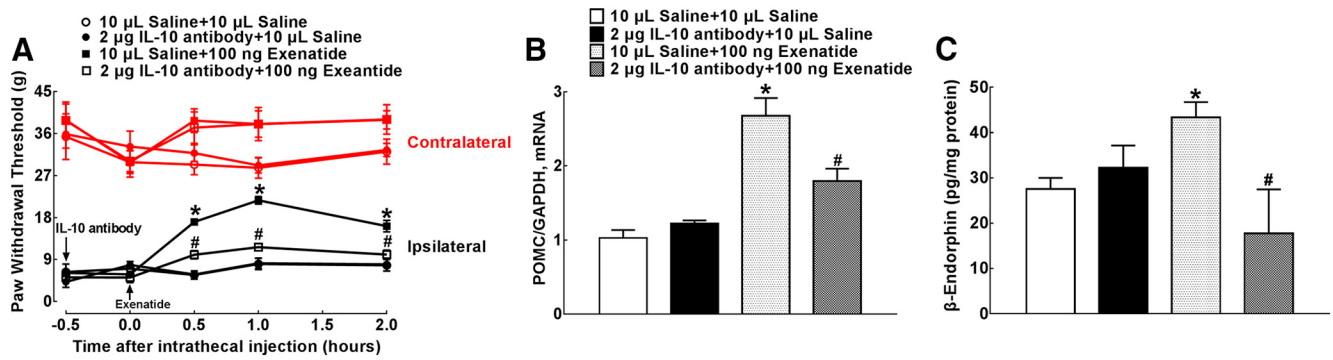 A
10 µL Saline+10 µL Saline
2 µg IL-10 antibody+10 µL Saline
10 µL Saline+100 ng Exenatide
2 µg IL-10 antibody+100 ng Exeantide
Paw Withdrawal Threshold (g)
45
36
27
18
9
0
Contralateral
Ipsilateral
IL-10 antibody
Exenatide
* * *
# # #
-0.5 0.0 0.5 1.0 1.5 2.0
Time after intrathecal injection (hours)
B
10 µL Saline+10 µL Saline
2 µg IL-10 antibody+10 µL Saline
10 µL Saline+100 ng Exenatide
2 µg IL-10 antibody+100 ng Exenatide
POMC/GAPDH, mRNA
3
2
1
0
*
#
C
β-Endorphin (pg/mg protein)
50
40
30
20
10
0
*
#